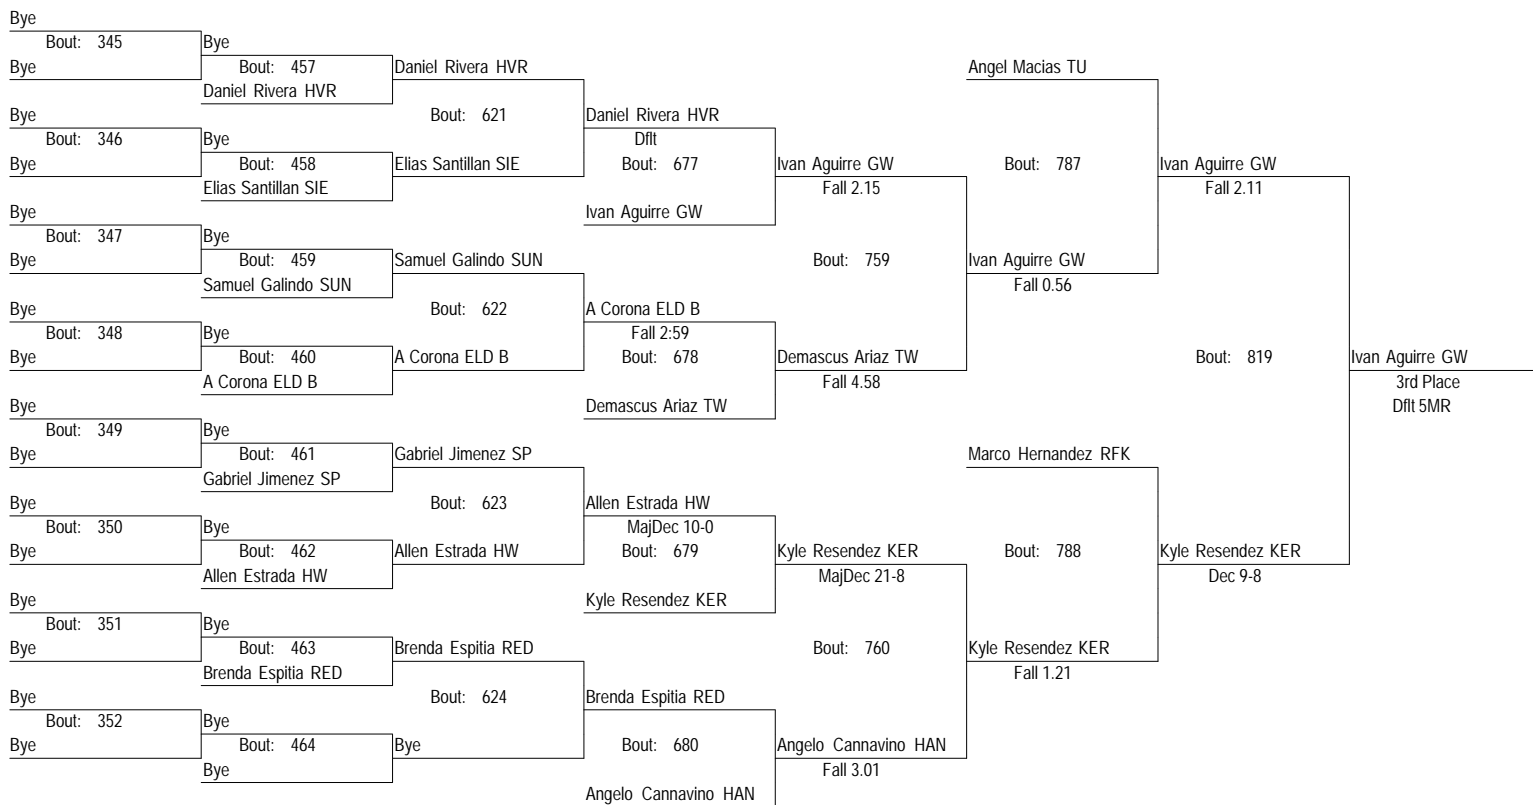 Bye
Bout: 345 Bye
Bye Bout: 457 Daniel Rivera HVR Angel Macias TU
Daniel Rivera HVR
Bye Bout: 621 Daniel Rivera HVR
Bout: 346 Bye Dflt
Bye Bout: 458 Elias Santillan SIE Bout: 677 Ivan Aguirre GW Bout: 787 Ivan Aguirre GW
Elias Santillan SIE Fall 2.15 Fall 2.11
Bye Ivan Aguirre GW
Bout: 347 Bye
Bye Bout: 459 Samuel Galindo SUN Bout: 759 Ivan Aguirre GW
Samuel Galindo SUN Fall 0.56
Bye Bout: 622 A Corona ELD B
Bout: 348 Bye Fall 2:59
Bye Bout: 460 A Corona ELD B Bout: 678 Demascus Ariaz TW Bout: 819 Ivan Aguirre GW
A Corona ELD B Fall 4.58 3rd Place
Bye Demascus Ariaz TW Dflt 5MR
Bout: 349 Bye
Bye Bout: 461 Gabriel Jimenez SP Marco Hernandez RFK
Gabriel Jimenez SP
Bye Bout: 623 Allen Estrada HW
Bout: 350 Bye MajDec 10-0
Bye Bout: 462 Allen Estrada HW Bout: 679 Kyle Resendez KER Bout: 788 Kyle Resendez KER
Allen Estrada HW MajDec 21-8 Dec 9-8
Bye Kyle Resendez KER
Bout: 351 Bye
Bye Bout: 463 Brenda Espitia RED Bout: 760 Kyle Resendez KER
Brenda Espitia RED Fall 1.21
Bye Bout: 624 Brenda Espitia RED
Bout: 352 Bye
Bye Bout: 464 Bye Bout: 680 Angelo Cannavino HAN
Bye Fall 3.01
Angelo Cannavino HAN